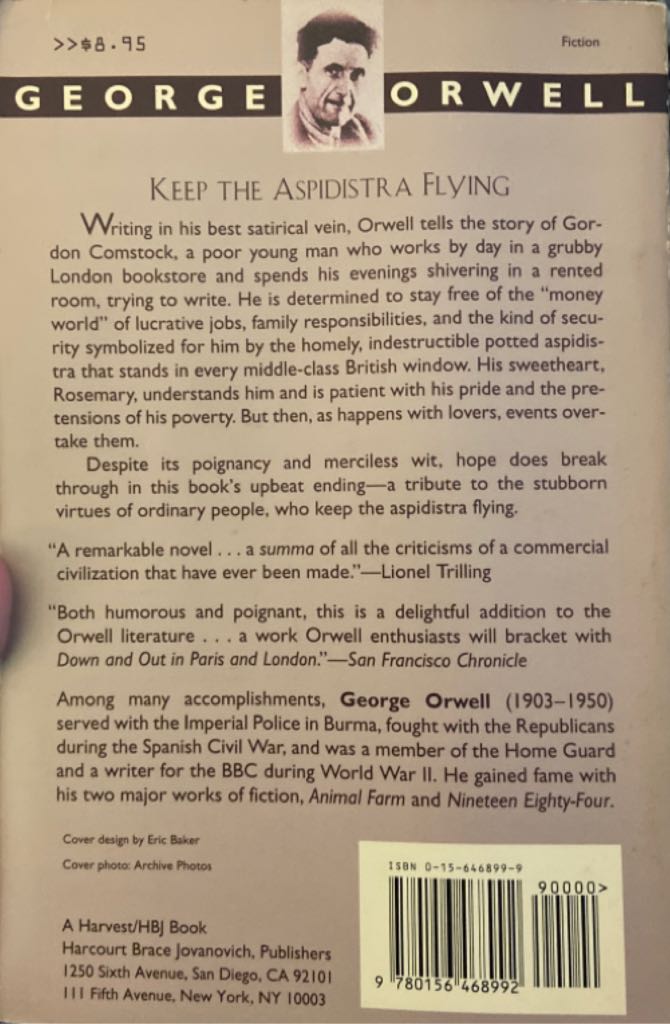 >>$8.95
Fiction
GEORGE ORWELL
KEEP THE ASPIDISTRA FLYING
Writing in his best satirical vein, Orwell tells the story of Gor-
don Comstock, a poor young man who works by day in a grubby
London bookstore and spends his evenings shivering in a rented
room, trying to write. He is determined to stay free of the "money
world" of lucrative jobs, family responsibilities, and the kind of secu-
rity symbolized for him by the homely, indestructible potted aspidis-
tra that stands in every middle-class British window. His sweetheart,
Rosemary, understands him and is patient with his pride and the pre-
tensions of his poverty. But then, as happens with lovers, events over-
take them.
Despite its poignancy and merciless wit, hope does break
through in this book's upbeat ending—a tribute to the stubborn
virtues of ordinary people, who keep the aspidistra flying.
"A remarkable novel . . . a summa of all the criticisms of a commercial
civilization that have ever been made."—Lionel Trilling
"Both humorous and poignant, this is a delightful addition to the
Orwell literature . . . a work Orwell enthusiasts will bracket with
Down and Out in Paris and London."—San Francisco Chronicle
Among many accomplishments, George Orwell (1903–1950)
served with the Imperial Police in Burma, fought with the Republicans
during the Spanish Civil War, and was a member of the Home Guard
and a writer for the BBC during World War II. He gained fame with
his two major works of fiction, Animal Farm and Nineteen Eighty-Four.
Cover design by Eric Baker
Cover photo: Archive Photos
A Harvest/HBJ Book
Harcourt Brace Jovanovich, Publishers
1250 Sixth Avenue, San Diego, CA 92101
111 Fifth Avenue, New York, NY 10003
ISBN 0-15-646899-9
90000>
9 780156 468992